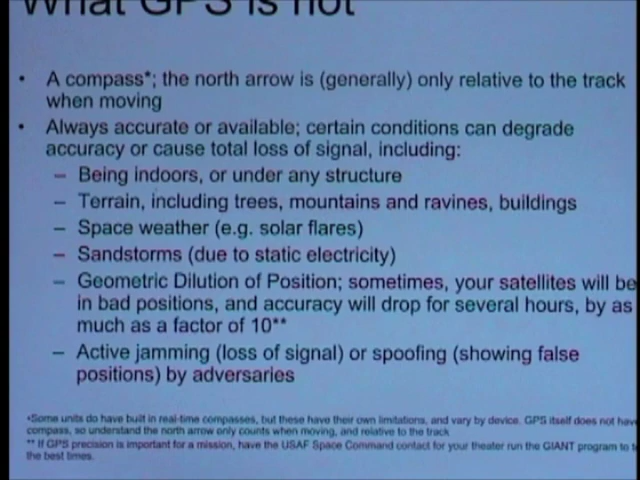 What GPS is not
• A compass*; the north arrow is (generally) only relative to the track
when moving
• Always accurate or available; certain conditions can degrade
accuracy or cause total loss of signal, including:
– Being indoors, or under any structure
– Terrain, including trees, mountains and ravines, buildings
– Space weather (e.g. solar flares)
– Sandstorms (due to static electricity)
– Geometric Dilution of Position; sometimes, your satellites will be
in bad positions, and accuracy will drop for several hours, by as
much as a factor of 10**
– Active jamming (loss of signal) or spoofing (showing false
positions) by adversaries
*Some units do have built in real-time compasses, but these have their own limitations, and vary by device. GPS itself does not have
compass, so understand the north arrow only counts when moving, and relative to the track
** If GPS precision is important for a mission, have the USAF Space Command contact for your theater run the GIANT program to
the best times.